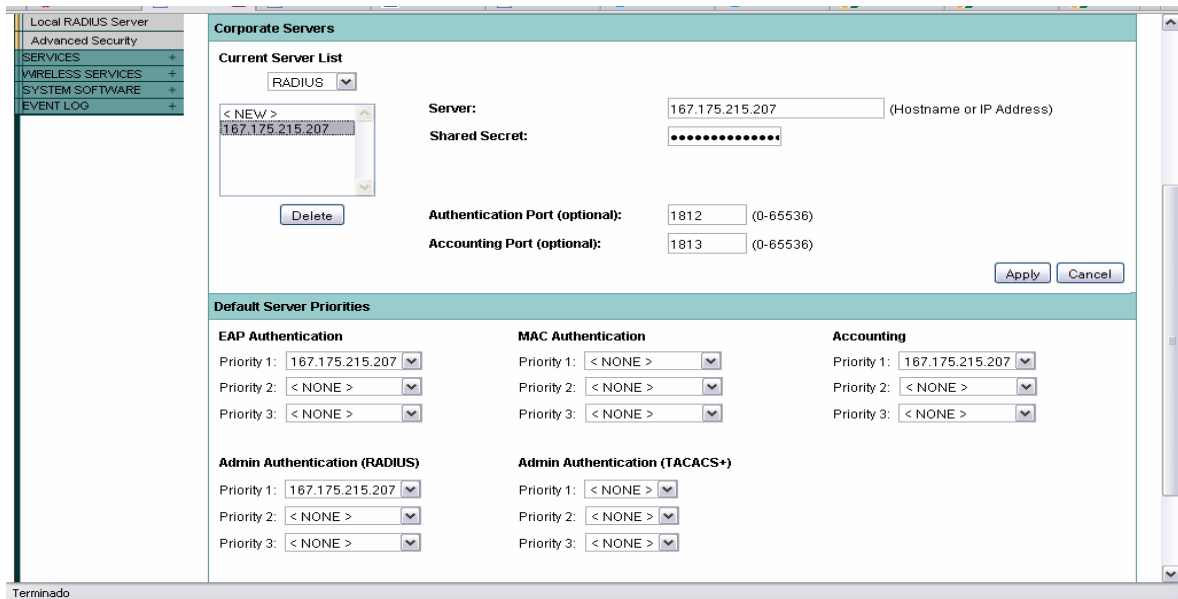 Local RADIUS Server
Advanced Security
SERVICES +
WIRELESS SERVICES +
SYSTEM SOFTWARE +
EVENT LOG +
Corporate Servers
Current Server List
RADIUS
< NEW >
167.175.215.207
Delete
Server: 167.175.215.207 (Hostname or IP Address)
Shared Secret: ●●●●●●●●●●●●●●
Authentication Port (optional): 1812 (0-65536)
Accounting Port (optional): 1813 (0-65536)
Apply Cancel
Default Server Priorities
EAP Authentication MAC Authentication Accounting
Priority 1: 167.175.215.207 Priority 1: < NONE > Priority 1: 167.175.215.207
Priority 2: < NONE > Priority 2: < NONE > Priority 2: < NONE >
Priority 3: < NONE > Priority 3: < NONE > Priority 3: < NONE >
Admin Authentication (RADIUS) Admin Authentication (TACACS+)
Priority 1: 167.175.215.207 Priority 1: < NONE >
Priority 2: < NONE > Priority 2: < NONE >
Priority 3: < NONE > Priority 3: < NONE >
Terminado